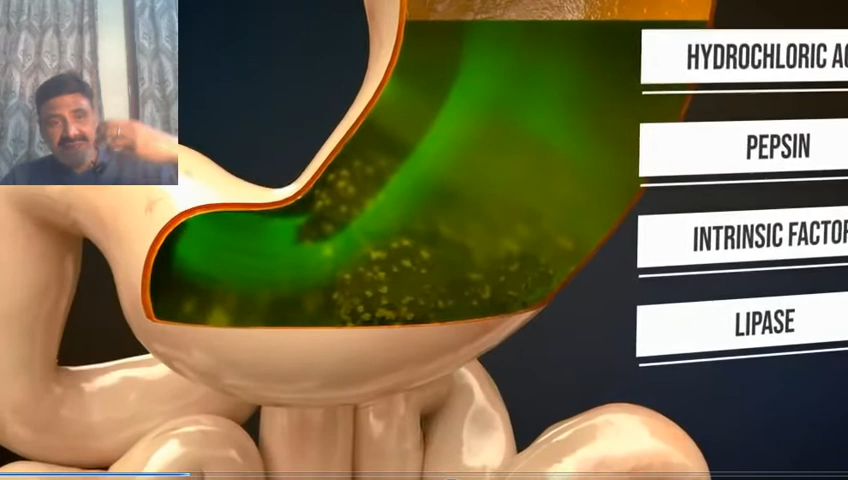 HYDROCHLORIC AC
PEPSIN
INTRINSIC FACTOR
LIPASE